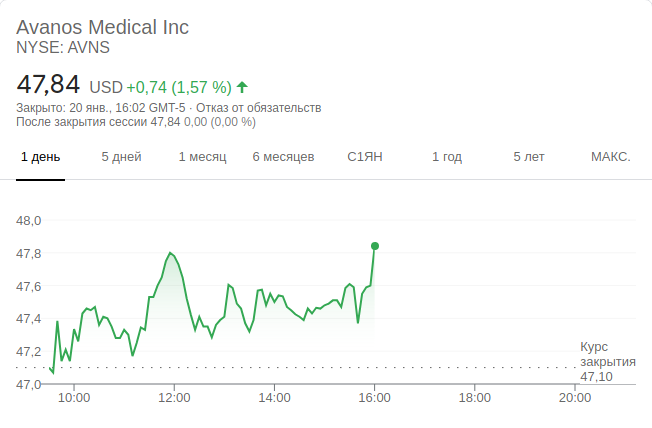 Avanos Medical Inc
NYSE: AVNS
47,84 USD +0,74 (1,57 %)
Закрыто: 20 янв., 16:02 GMT-5 · Отказ от обязательств
После закрытия сессии 47,84 0,00 (0,00 %)
1 день 5 дней 1 месяц 6 месяцев С1ЯН 1 год 5 лет МАКС.
48,0
47,8
47,6
47,4
47,2
47,0
Курс
закрытия
47,10
10:00 12:00 14:00 16:00 18:00 20:00